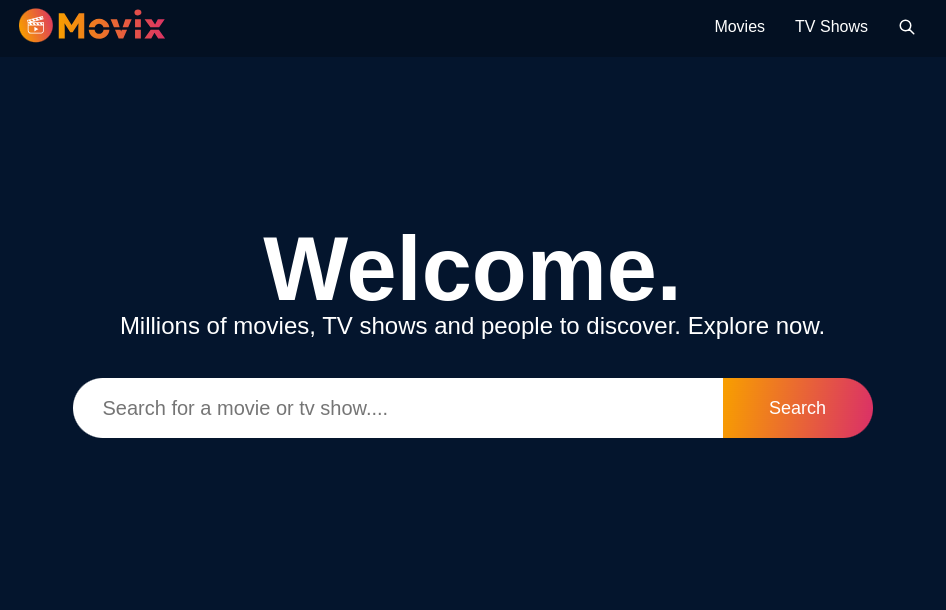 Movix
Movies
TV Shows
Welcome.
Millions of movies, TV shows and people to discover. Explore now.
Search for a movie or tv show....
Search